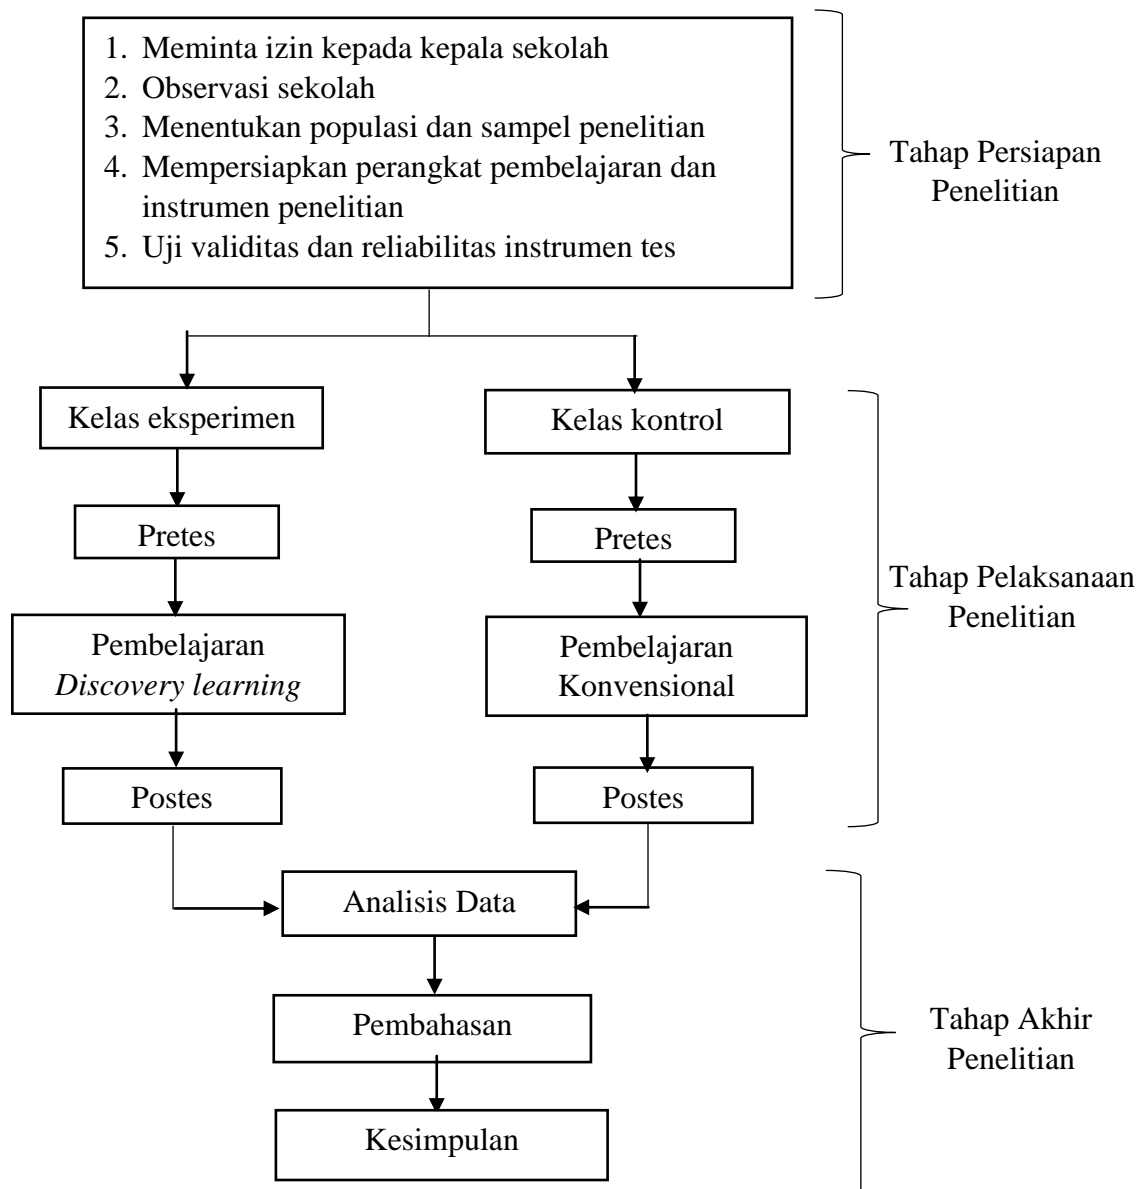 1. Meminta izin kepada kepala sekolah
2. Observasi sekolah
3. Menentukan populasi dan sampel penelitian
4. Mempersiapkan perangkat pembelajaran dan
instrumen penelitian
5. Uji validitas dan reliabilitas instrumen tes
Tahap Persiapan
Penelitian
Kelas eksperimen
Kelas kontrol
Pretes
Pretes
Pembelajaran
Discovery learning
Pembelajaran
Konvensional
Postes
Postes
Tahap Pelaksanaan
Penelitian
Analisis Data
Pembahasan
Kesimpulan
Tahap Akhir
Penelitian